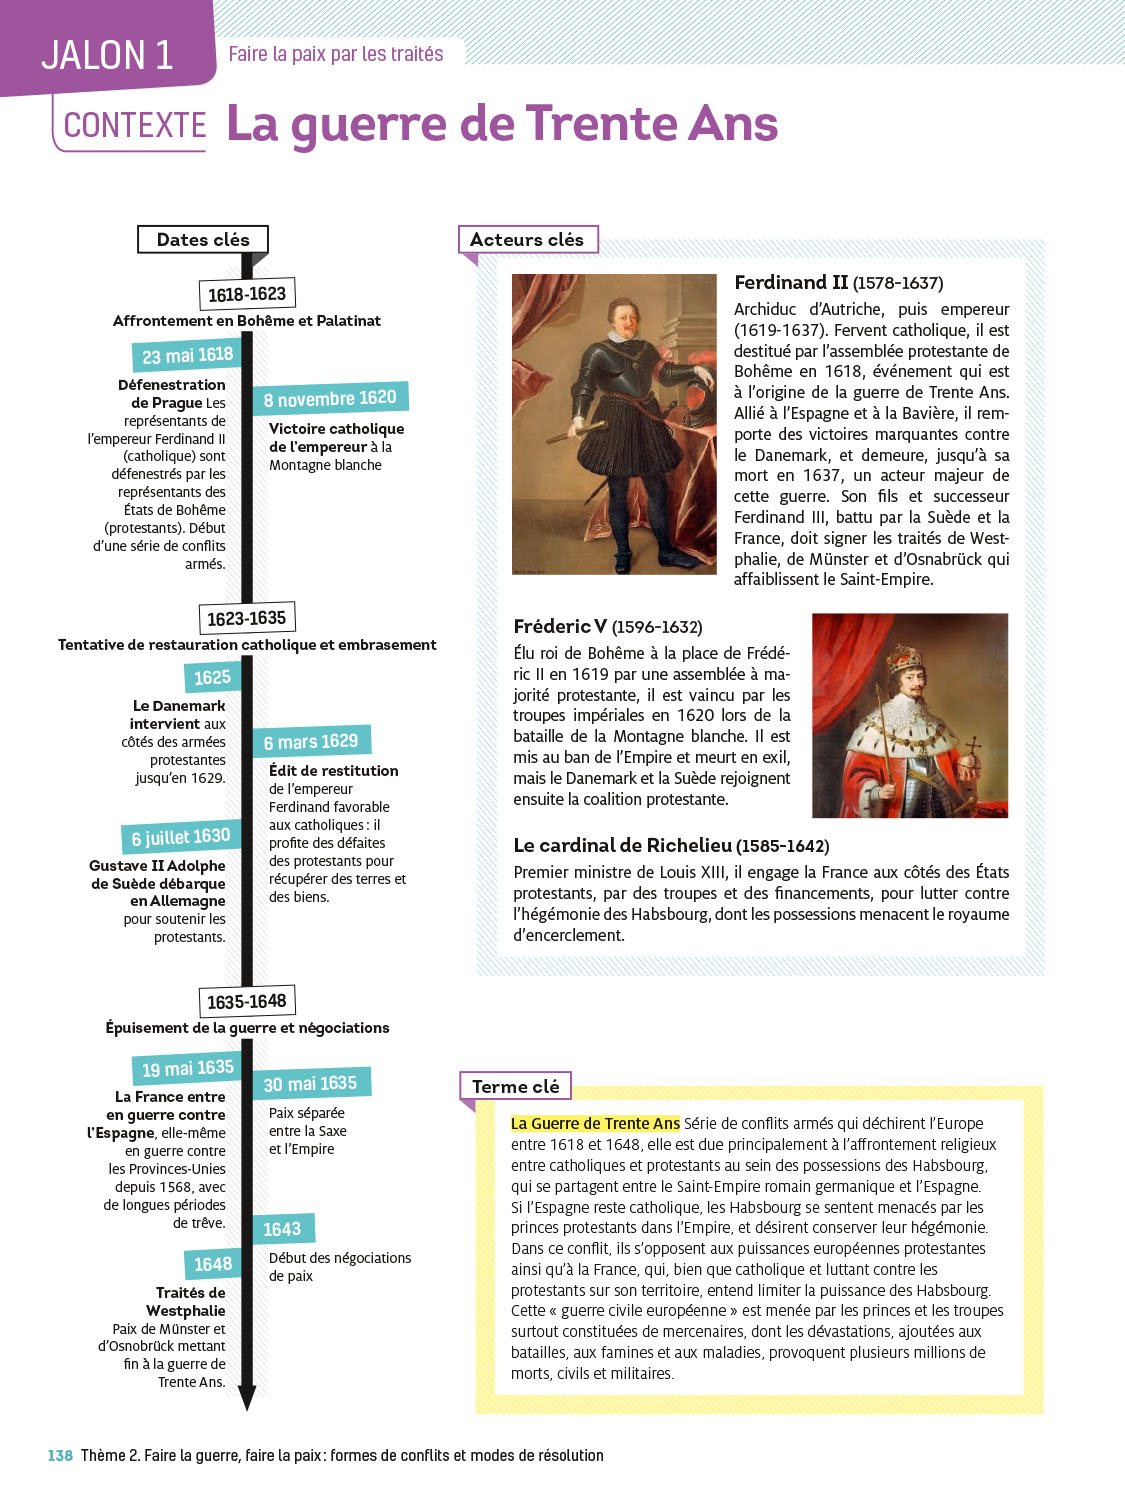 JALON 1
Faire la paix par les traités
CONTEXTE La guerre de Trente Ans
Dates clés
1618-1623
Affrontement en Bohême et Palatinat
23 mai 1618
Défenestration
de Prague Les
représentants de
l'empereur Ferdinand II
(catholique) sont
défenestrés par les
représentants des
États de Bohême
(protestants). Début
d'une série de conflits
armés.
8 novembre 1620
Victoire catholique
de l'empereur à la
Montagne blanche
1623-1635
Tentative de restauration catholique et embrasement
1625
Le Danemark
intervient aux
côtés des armées
protestantes
jusqu'en 1629.
6 mars 1629
Édit de restitution
de l'empereur
Ferdinand favorable
aux catholiques : il
profite des défaites
des protestants pour
récupérer des terres et
des biens.
6 juillet 1630
Gustave II Adolphe
de Suède débarque
en Allemagne
pour soutenir les
protestants.
1635-1648
Épuisement de la guerre et négociations
19 mai 1635
La France entre
en guerre contre
l'Espagne, elle-même
en guerre contre
les Provinces-Unies
depuis 1568, avec
de longues périodes
de trêve.
30 mai 1635
Paix séparée
entre la Saxe
et l'Empire
1643
Début des négociations
de paix
1648
Traités de
Westphalie
Paix de Münster et
d'Osnobrück mettant
fin à la guerre de
Trente Ans.
Acteurs clés
Ferdinand II (1578-1637)
Archiduc d'Autriche, puis empereur
(1619-1637). Fervent catholique, il est
destitué par l'assemblée protestante de
Bohême en 1618, événement qui est
à l'origine de la guerre de Trente Ans.
Allié à l'Espagne et à la Bavière, il rem-
porte des victoires marquantes contre
le Danemark, et demeure, jusqu'à sa
mort en 1637, un acteur majeur de
cette guerre. Son fils et successeur
Ferdinand III, battu par la Suède et la
France, doit signer les traités de West-
phalie, de Münster et d'Osnabrück qui
affaiblissent le Saint-Empire.
Fréderic V (1596-1632)
Élu roi de Bohême à la place de Frédé-
ric II en 1619 par une assemblée à ma-
jorité protestante, il est vaincu par les
troupes impériales en 1620 lors de la
bataille de la Montagne blanche. Il est
mis au ban de l'Empire et meurt en exil,
mais le Danemark et la Suède rejoignent
ensuite la coalition protestante.
Le cardinal de Richelieu (1585-1642)
Premier ministre de Louis XIII, il engage la France aux côtés des États
protestants, par des troupes et des financements, pour lutter contre
l'hégémonie des Habsbourg, dont les possessions menacent le royaume
d'encerclement.
Terme clé
La Guerre de Trente Ans Série de conflits armés qui déchirent l'Europe
entre 1618 et 1648, elle est due principalement à l'affrontement religieux
entre catholiques et protestants au sein des possessions des Habsbourg,
qui se partagent entre le Saint-Empire romain germanique et l'Espagne.
Si l'Espagne reste catholique, les Habsbourg se sentent menacés par les
princes protestants dans l'Empire, et désirent conserver leur hégémonie.
Dans ce conflit, ils s'opposent aux puissances européennes protestantes
ainsi qu'à la France, qui, bien que catholique et luttant contre les
protestants sur son territoire, entend limiter la puissance des Habsbourg.
Cette « guerre civile européenne » est menée par les princes et les troupes
surtout constituées de mercenaires, dont les dévastations, ajoutées aux
batailles, aux famines et aux maladies, provoquent plusieurs millions de
morts, civils et militaires.
138 Thème 2. Faire la guerre, faire la paix : formes de conflits et modes de résolution